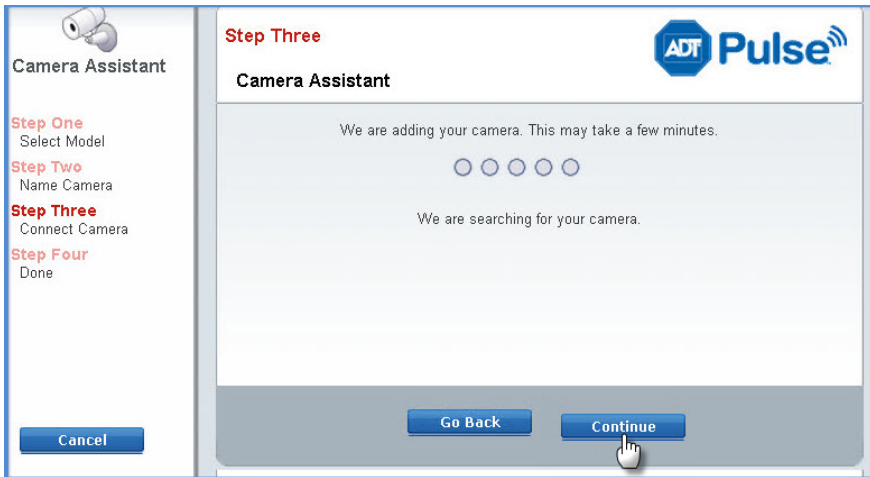 Camera Assistant
Step One
Select Model
Step Two
Name Camera
Step Three
Connect Camera
Step Four
Done
Cancel
Step Three
Camera Assistant
ADT Pulse
We are adding your camera. This may take a few minutes.
We are searching for your camera.
Go Back
Continue